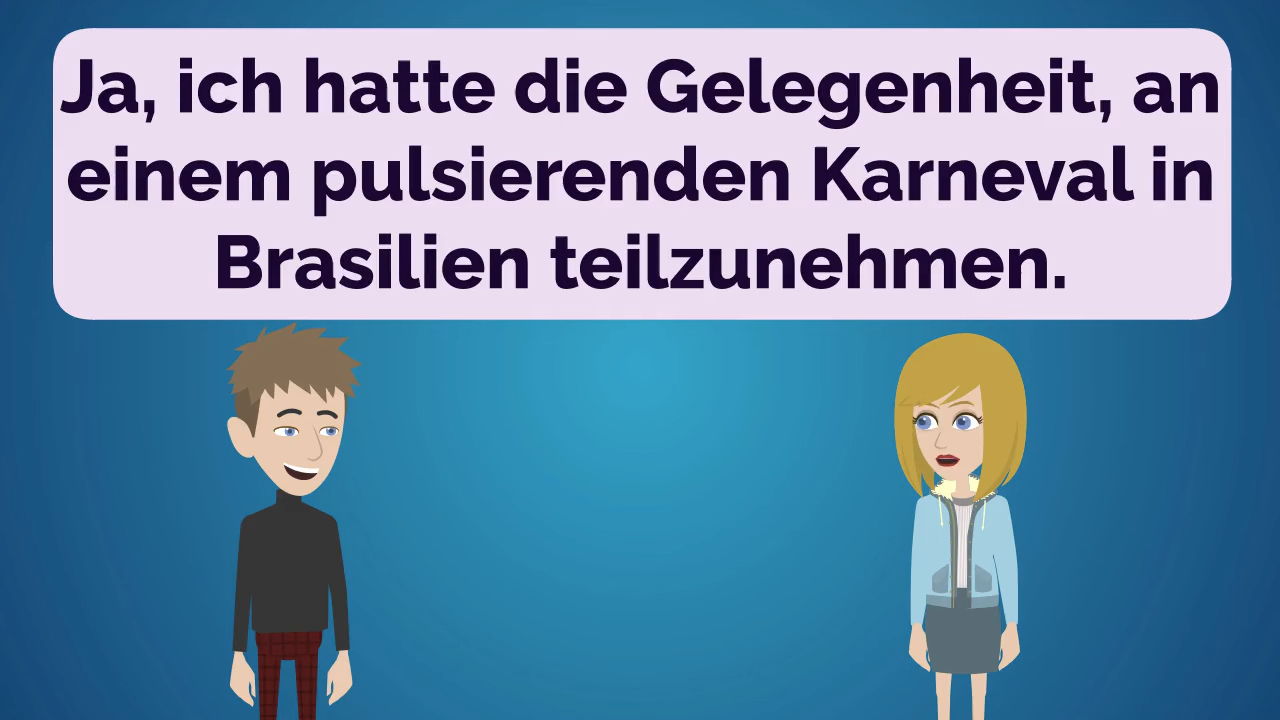 Ja, ich hatte die Gelegenheit, an
einem pulsierenden Karneval in
Brasilien teilzunehmen.